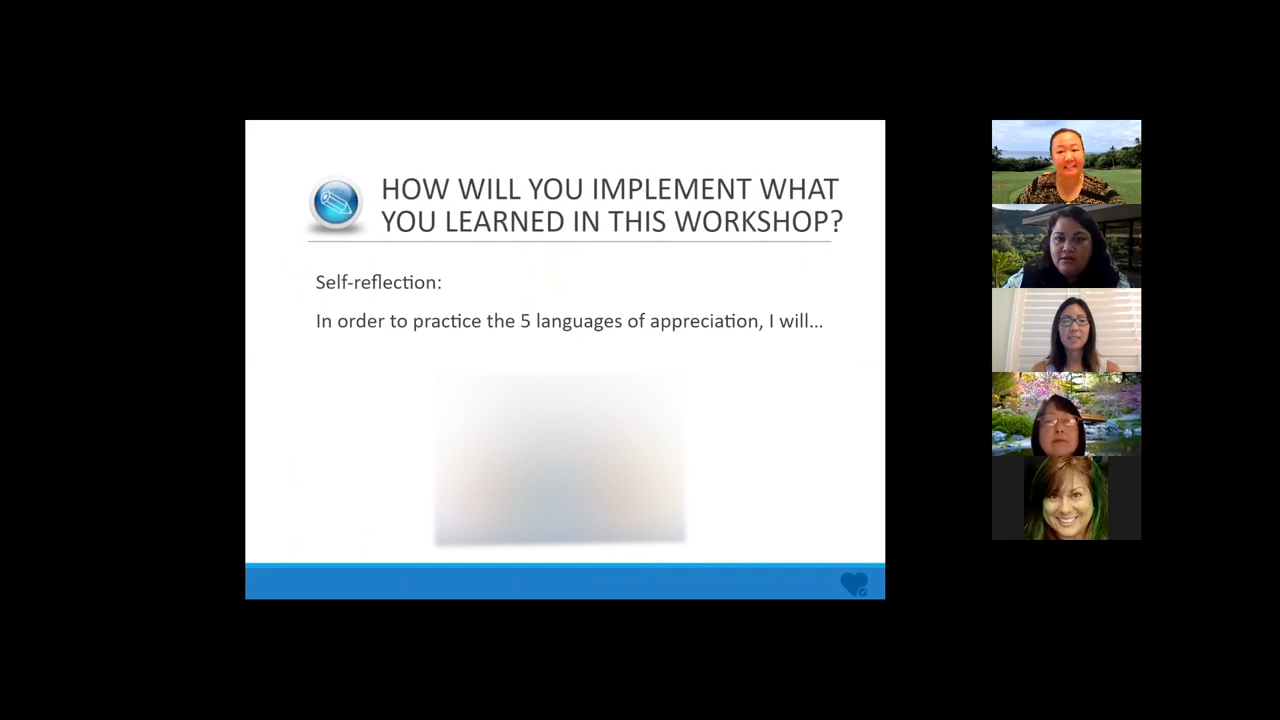 HOW WILL YOU IMPLEMENT WHAT
YOU LEARNED IN THIS WORKSHOP?
Self-reflection:
In order to practice the 5 languages of appreciation, I will...